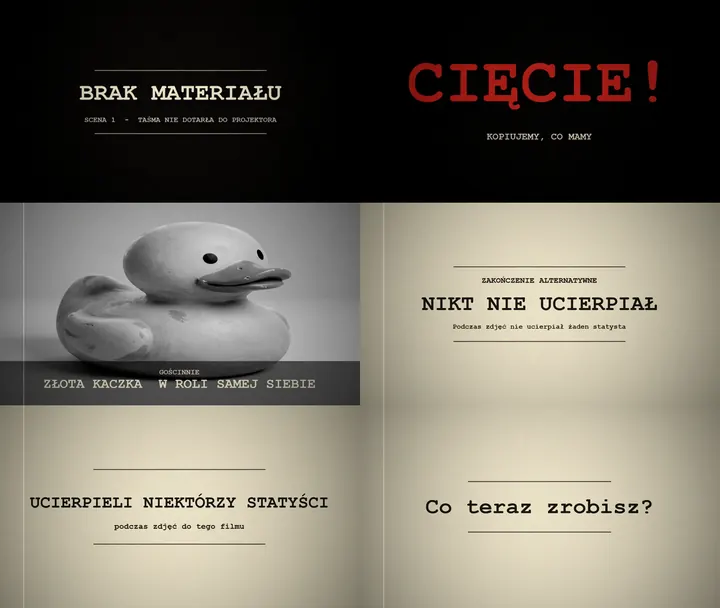 BRAK MATERIAŁU
SCENA 1 - TAŚMA NIE DOTARŁA DO PROJEKTORA
CIĘCIE!
KOPIUJEMY, CO MAMY
GOŚCINNIE
ZŁOTA KACZKA W ROLI SAMEJ SIEBIE
ZAKOŃCZENIE ALTERNATYWNE
NIKT NIE UCIERPIAŁ
Podczas zdjęć nie ucierpiał żaden statysta
UCIERPIELI NIEKTÓRZY STATYŚCI
podczas zdjęć do tego filmu
Co teraz zrobisz?